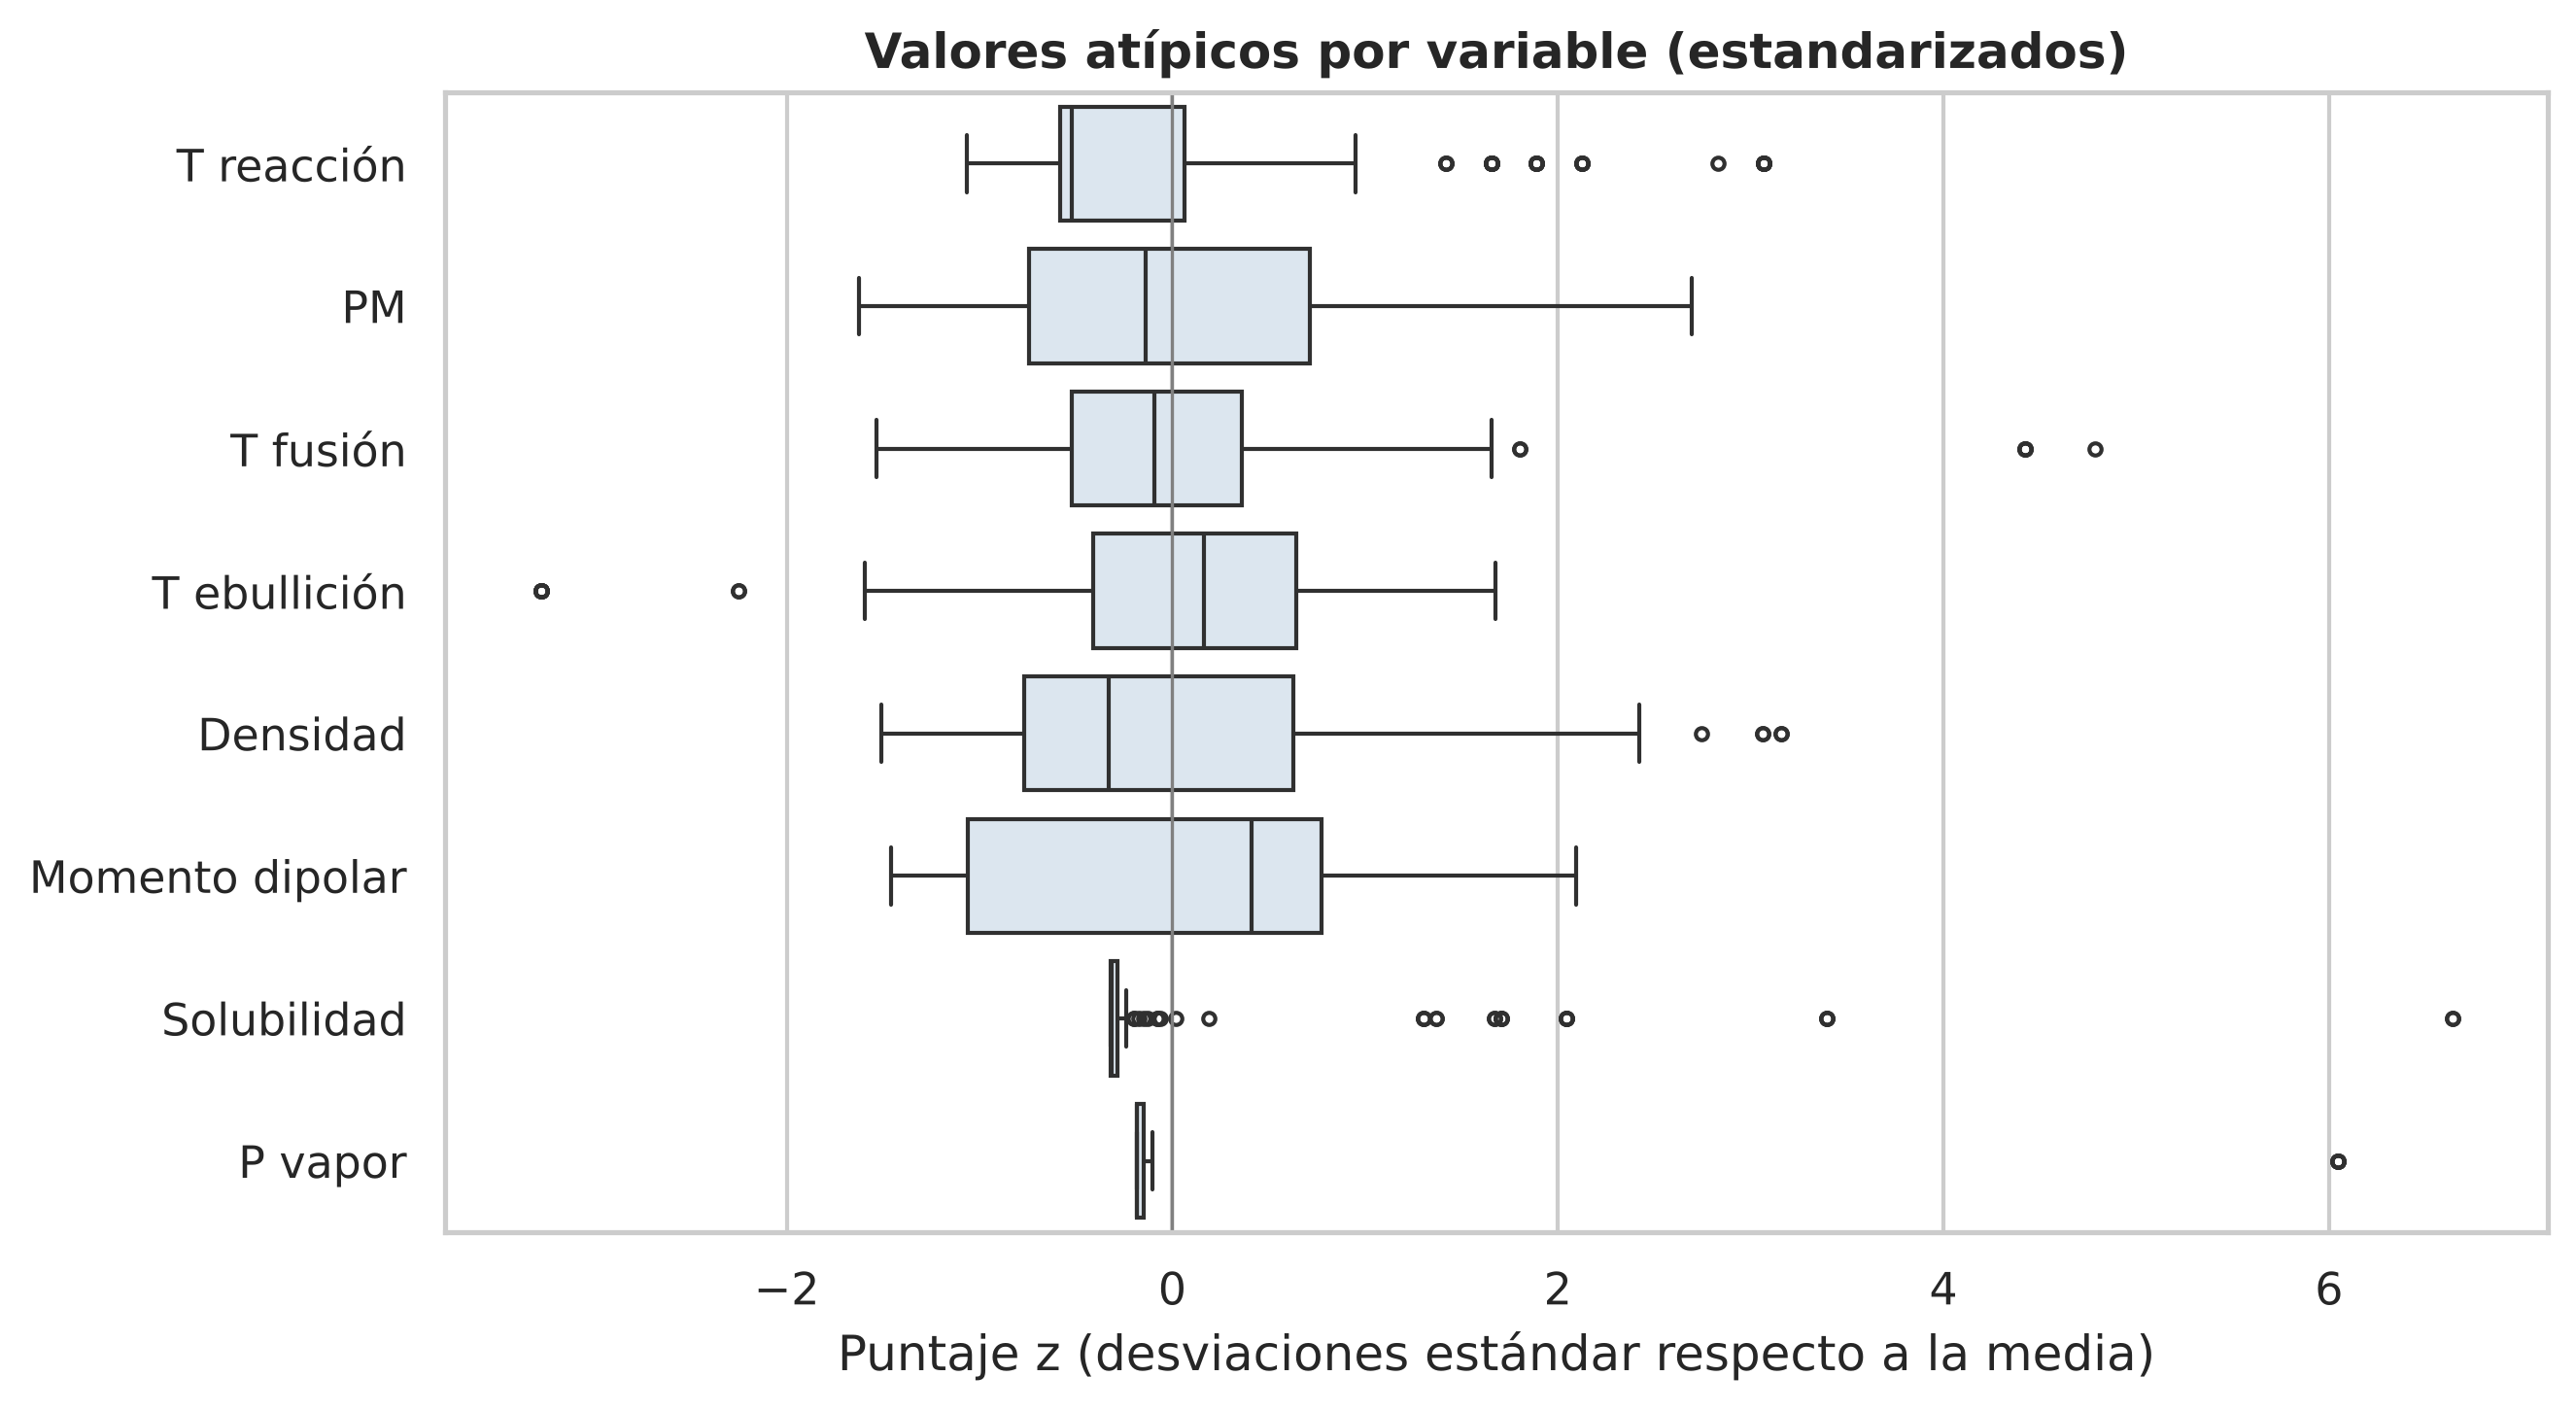 Valores atípicos por variable (estandarizados)
T reacción
PM
T fusión
T ebullición
Densidad
Momento dipolar
Solubilidad
P vapor
−2 0 2 4 6
Puntaje z (desviaciones estándar respecto a la media)